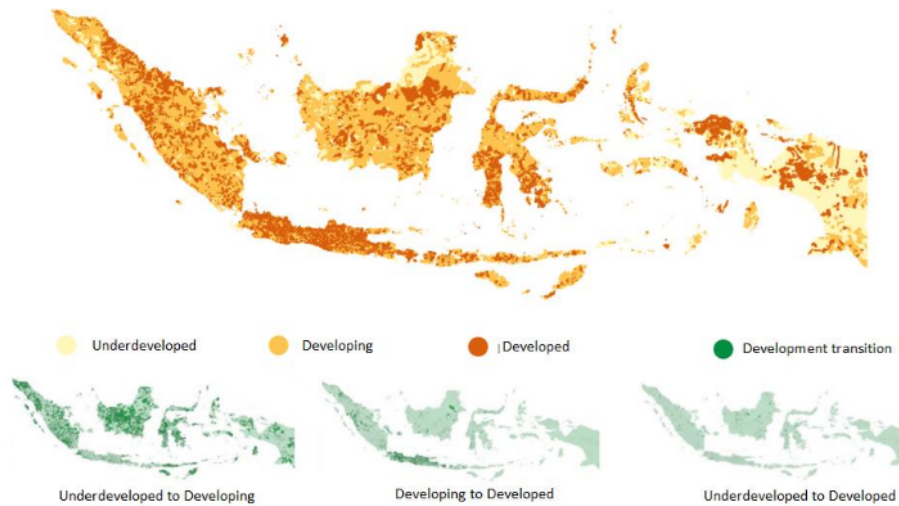 Underdeveloped
Developing
Developed
Development transition
Underdeveloped to Developing
Developing to Developed
Underdeveloped to Developed